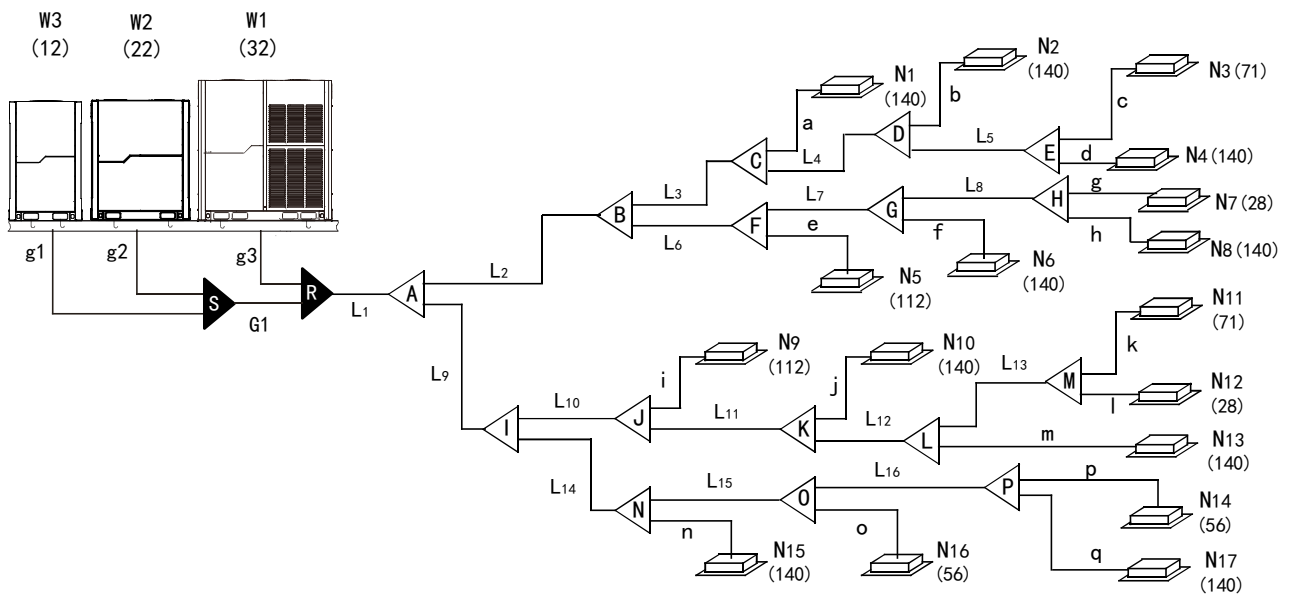 W3
(12)
W2
(22)
W1
(32)
g1
g2
g3
S
G1
R
L1
A
L2
B
L3
C
a
N1
(140)
L4
D
b
N2
(140)
L5
E
c
N3(71)
d
N4(140)
L6
F
L7
e
N5
(112)
G
f
N6
(140)
L8
H
g
N7(28)
h
N8(140)
L9
I
L10
J
i
N9
(112)
L11
K
j
N10
(140)
L12
L
L13
M
k
N11
(71)
l
N12
(28)
m
N13
(140)
L14
N
n
N15
(140)
L15
O
o
N16
(56)
L16
P
p
N14
(56)
q
N17
(140)